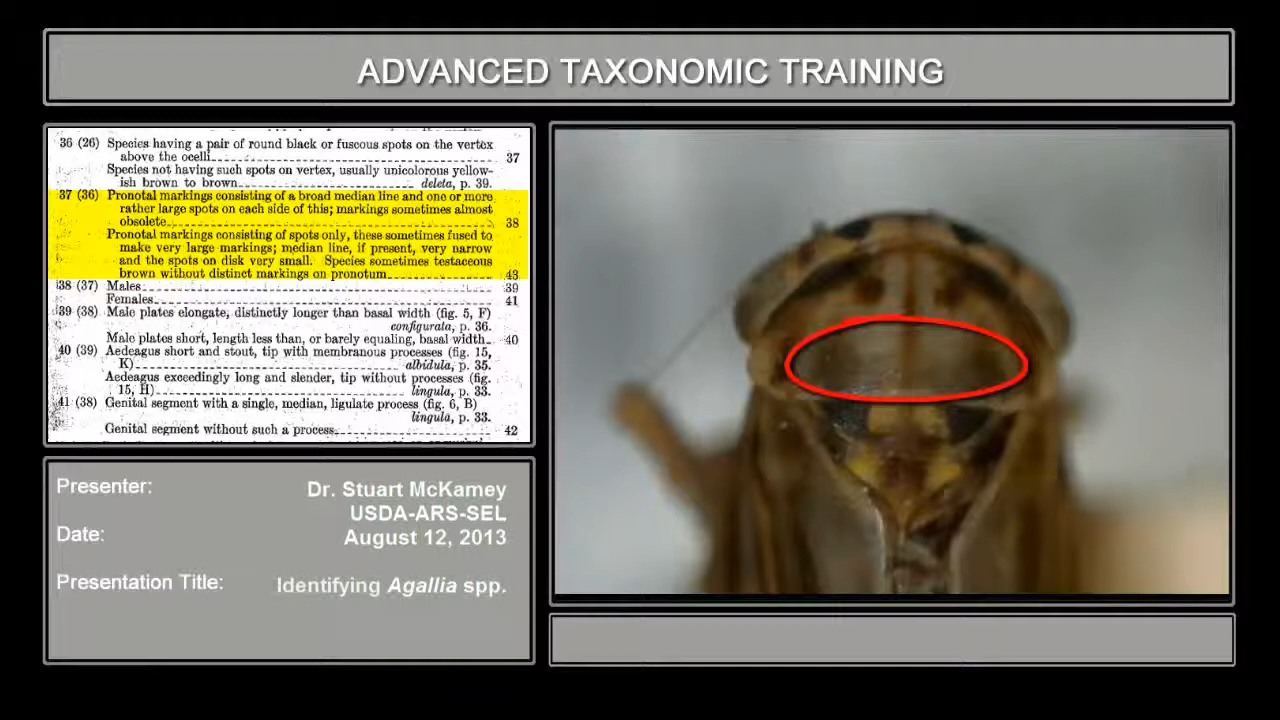 ADVANCED TAXONOMIC TRAINING
36 (26) Species having a pair of round black or fuscous spots on the vertex
above the ocelli 37
Species not having such spots on vertex, usually unicolorous yellow-
ish brown to brown deleta, p. 39.
37 (36) Pronotal markings consisting of a broad median line and one or more
rather large spots on each side of this; markings sometimes almost
obsolete 38
Pronotal markings consisting of spots only, these sometimes fused to
make very large markings; median line, if present, very narrow
and the spots on disk very small. Species sometimes testaceous
brown without distinct markings on pronotum 43
38 (37) Males 39
Females 41
39 (38) Male plates elongate, distinctly longer than basal width (fig. 5, F)
configurata, p. 36.
Male plates short, length less than, or barely equaling, basal width 40
40 (39) Aedeagus short and stout, tip with membranous processes (fig. 15,
K) albidula, p. 35.
Aedeagus exceedingly long and slender, tip without processes (fig.
15, H) lingula, p. 33.
41 (38) Genital segment with a single, median, ligulate process (fig. 6, B)
lingula, p. 33.
Genital segment without such a process 42
Presenter: Dr. Stuart McKamey
USDA-ARS-SEL
Date: August 12, 2013
Presentation Title: Identifying Agallia spp.